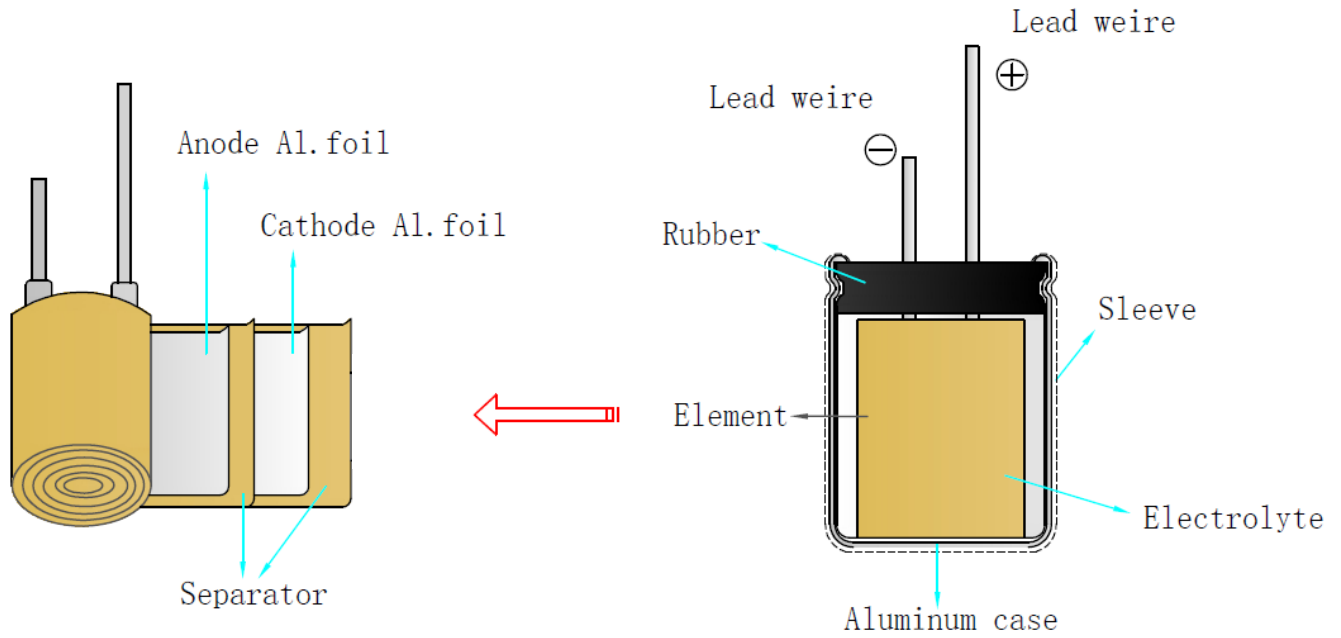 Lead weire
Lead weire
Anode Al.foil
Cathode Al.foil
Rubber
Sleeve
Element
Electrolyte
Separator
Aluminum case